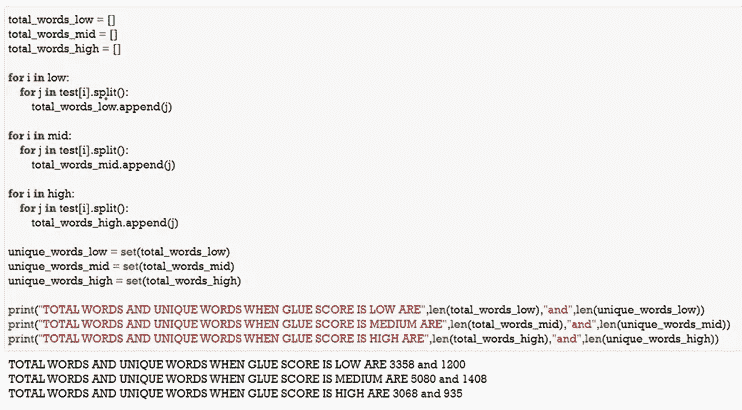 total_words_low = []
total_words_mid = []
total_words_high = []
for i in low:
for j in test[i].split():
total_words_low.append(j)
for i in mid:
for j in test[i].split():
total_words_mid.append(j)
for i in high:
for j in test[i].split():
total_words_high.append(j)
unique_words_low = set(total_words_low)
unique_words_mid = set(total_words_mid)
unique_words_high = set(total_words_high)
print("TOTAL WORDS AND UNIQUE WORDS WHEN GLUE SCORE IS LOW ARE",len(total_words_low),"and",len(unique_words_low))
print("TOTAL WORDS AND UNIQUE WORDS WHEN GLUE SCORE IS MEDIUM ARE",len(total_words_mid),"and",len(unique_words_mid))
print("TOTAL WORDS AND UNIQUE WORDS WHEN GLUE SCORE IS HIGH ARE",len(total_words_high),"and",len(unique_words_high))
TOTAL WORDS AND UNIQUE WORDS WHEN GLUE SCORE IS LOW ARE 3358 and 1200
TOTAL WORDS AND UNIQUE WORDS WHEN GLUE SCORE IS MEDIUM ARE 5080 and 1408
TOTAL WORDS AND UNIQUE WORDS WHEN GLUE SCORE IS HIGH ARE 3068 and 935